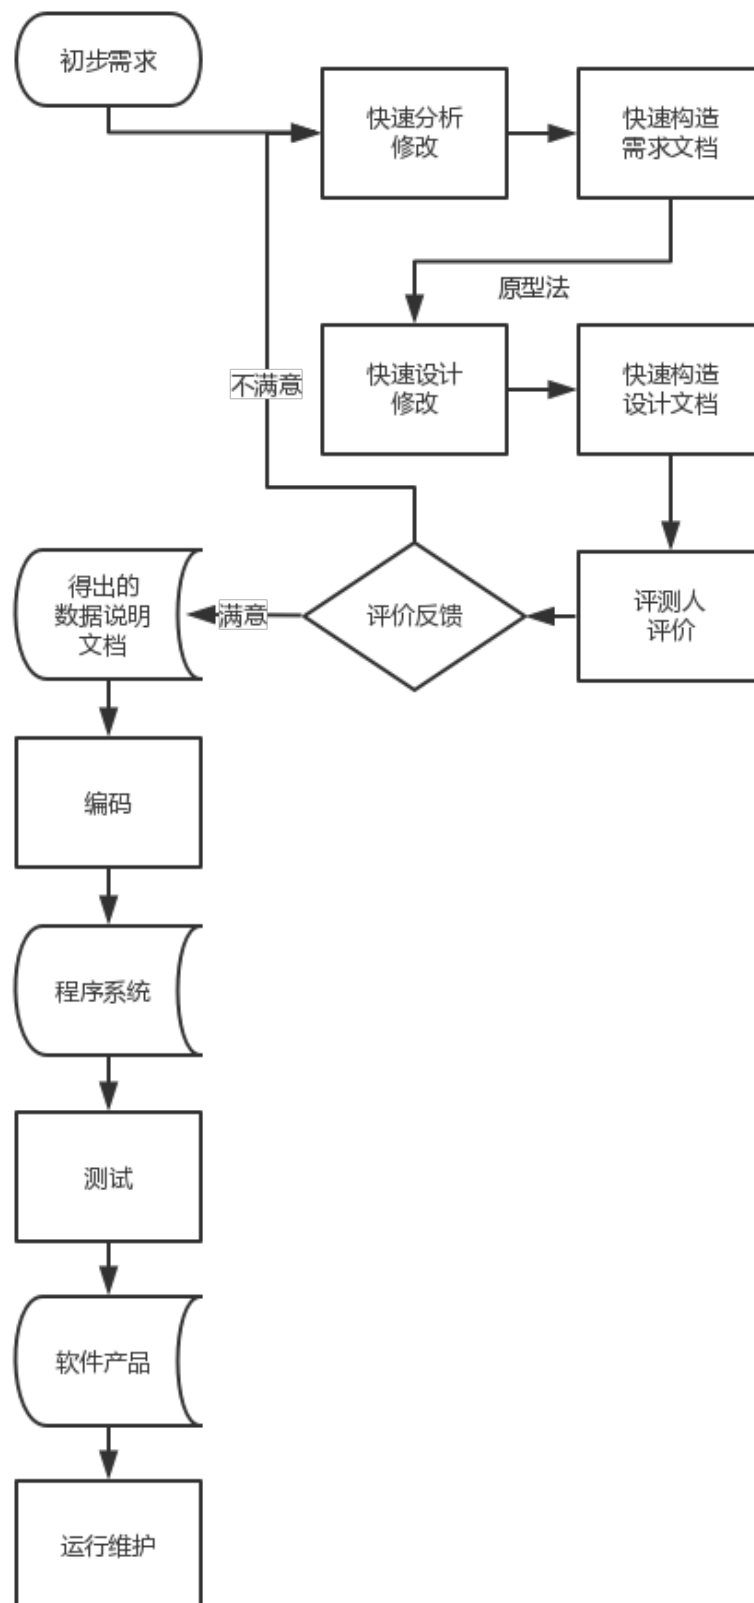 初步需求
快速分析
修改
快速构造
需求文档
原型法
快速设计
修改
快速构造
设计文档
不满意
得出的
数据说明
文档
满意
评价反馈
评测人
评价
编码
程序系统
测试
软件产品
运行维护